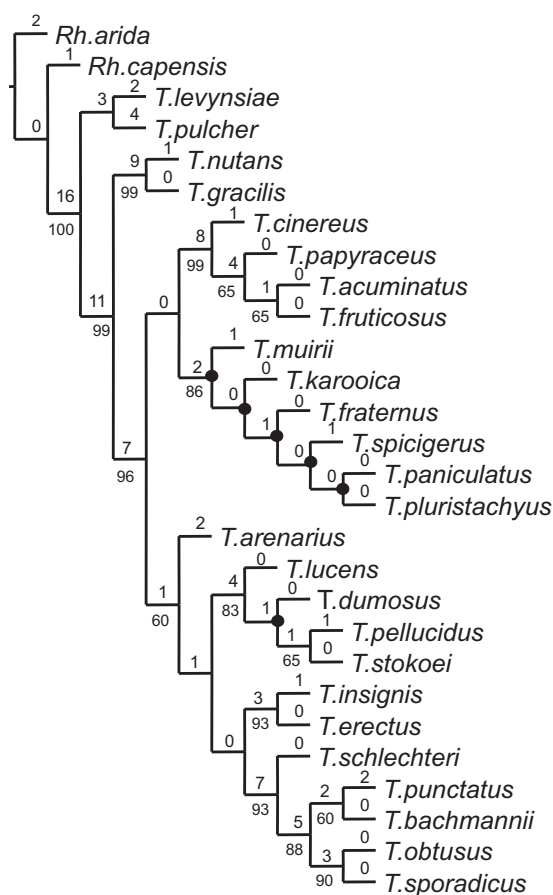 2
Rh.arida
1
Rh.capensis
0
2
T.levynsiae
3
4
T.pulcher
16
100
1
T.nutans
9
0
99
T.gracilis
11
99
1
T.cinereus
8
0
99
T.papyraceus
4
0
65
T.acuminatus
1
0
65
T.fruticosus
0
1
T.muirii
2
0
86
T.karooica
0
0
T.fraternus
1
1
T.spicigerus
0
0
T.paniculatus
0
0
T.pluristachyus
7
96
2
T.arenarius
1
60
0
T.lucens
4
0
83
T.dumosus
1
1
T.pellucidus
1
0
65
T.stokoei
1
1
T.insignis
3
0
93
T.erectus
0
0
T.schlechteri
7
93
2
T.punctatus
2
0
60
T.bachmannii
5
88
0
T.obtusus
3
0
90
T.sporadicus